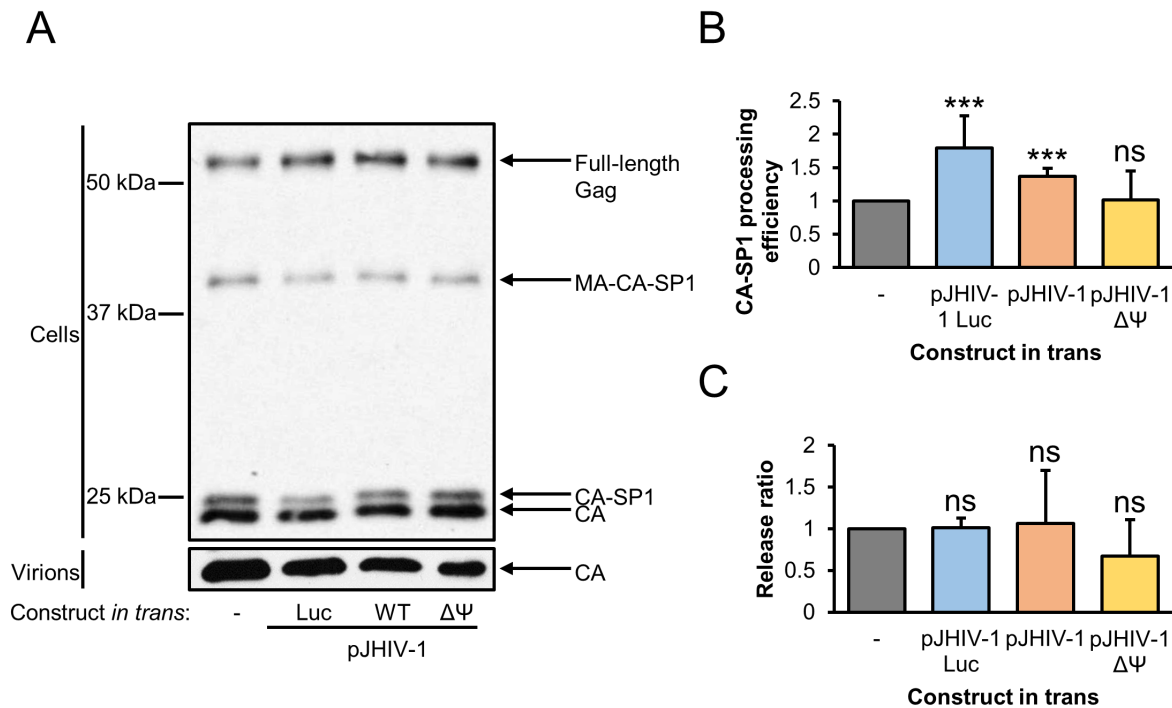 A
Full-length
Gag
50 kDa
MA-CA-SP1
37 kDa
Cells
25 kDa
CA-SP1
CA
Virions
CA
Construct in trans:
-
Luc
WT
ΔΨ
pJHIV-1
B
CA-SP1 processing
efficiency
2.5
2
1.5
1
0.5
0
***
***
ns
-
pJHIV-
1 Luc
pJHIV-1
pJHIV-1
ΔΨ
Construct in trans
C
Release ratio
2
1.5
1
0.5
0
ns
ns
ns
-
pJHIV-1
Luc
pJHIV-1
pJHIV-1
ΔΨ
Construct in trans